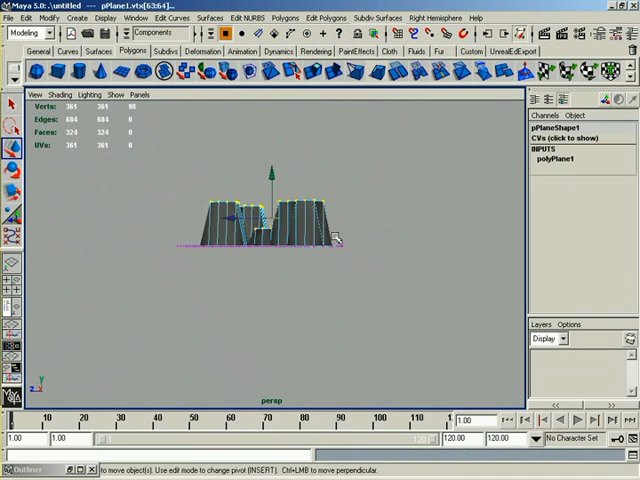 Maya 5.0: .\untitled --- pPlane1.vtx[63:64]...
File Edit Modify Create Display Window Edit Curves Edit NURBS Polygons Edit Polygons Subdiv Surfaces Right Hemisphere Help
Modeling Components
General Curves Surfaces Polygons Subdivs Deformation Animation Dynamics Rendering PaintEffects Cloth Fluids Fur Custom UnrealEdExport
View Shading Lighting Show Panels
Channels Object
Verts: 361 361 98
Edges: 684 684 0
Faces: 324 324 0
UVs: 361 361 0
pPlaneShape1
CVs (click to show)
INPUTS
polyPlane1
Layers Options
Display
y
z x
persp
10 20 30 40 50 60 70 80 90 100 110 1.00
1.00 1.00 120.00 120.00 No Character Set
Outliner to move object(s). Use edit mode to change pivot (INSERT). Ctrl+LMB to move perpendicular.